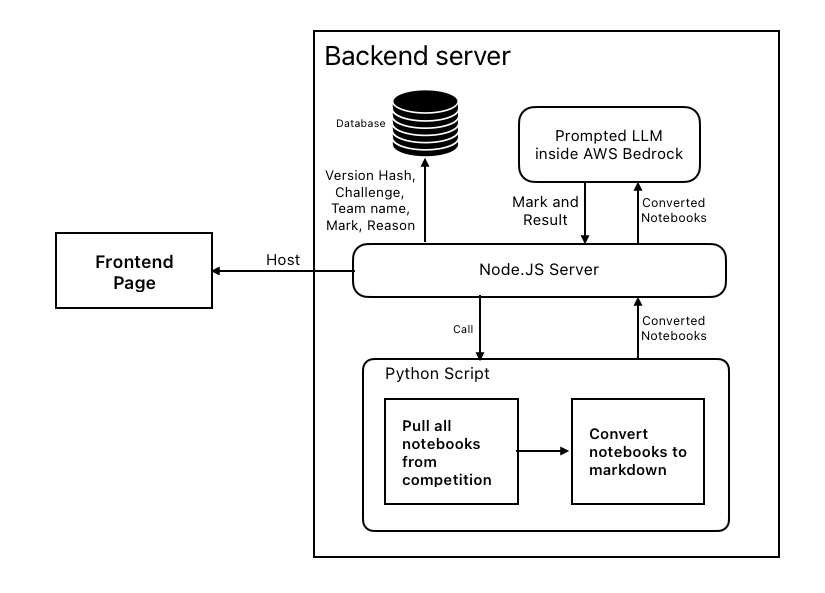 Backend server
Database
Prompted LLM
inside AWS Bedrock
Version Hash,
Challenge,
Team name,
Mark, Reason
Mark and
Result
Converted
Notebooks
Frontend
Page
Host
Node.JS Server
Call
Converted
Notebooks
Python Script
Pull all
notebooks
from
competition
Convert
notebooks to
markdown